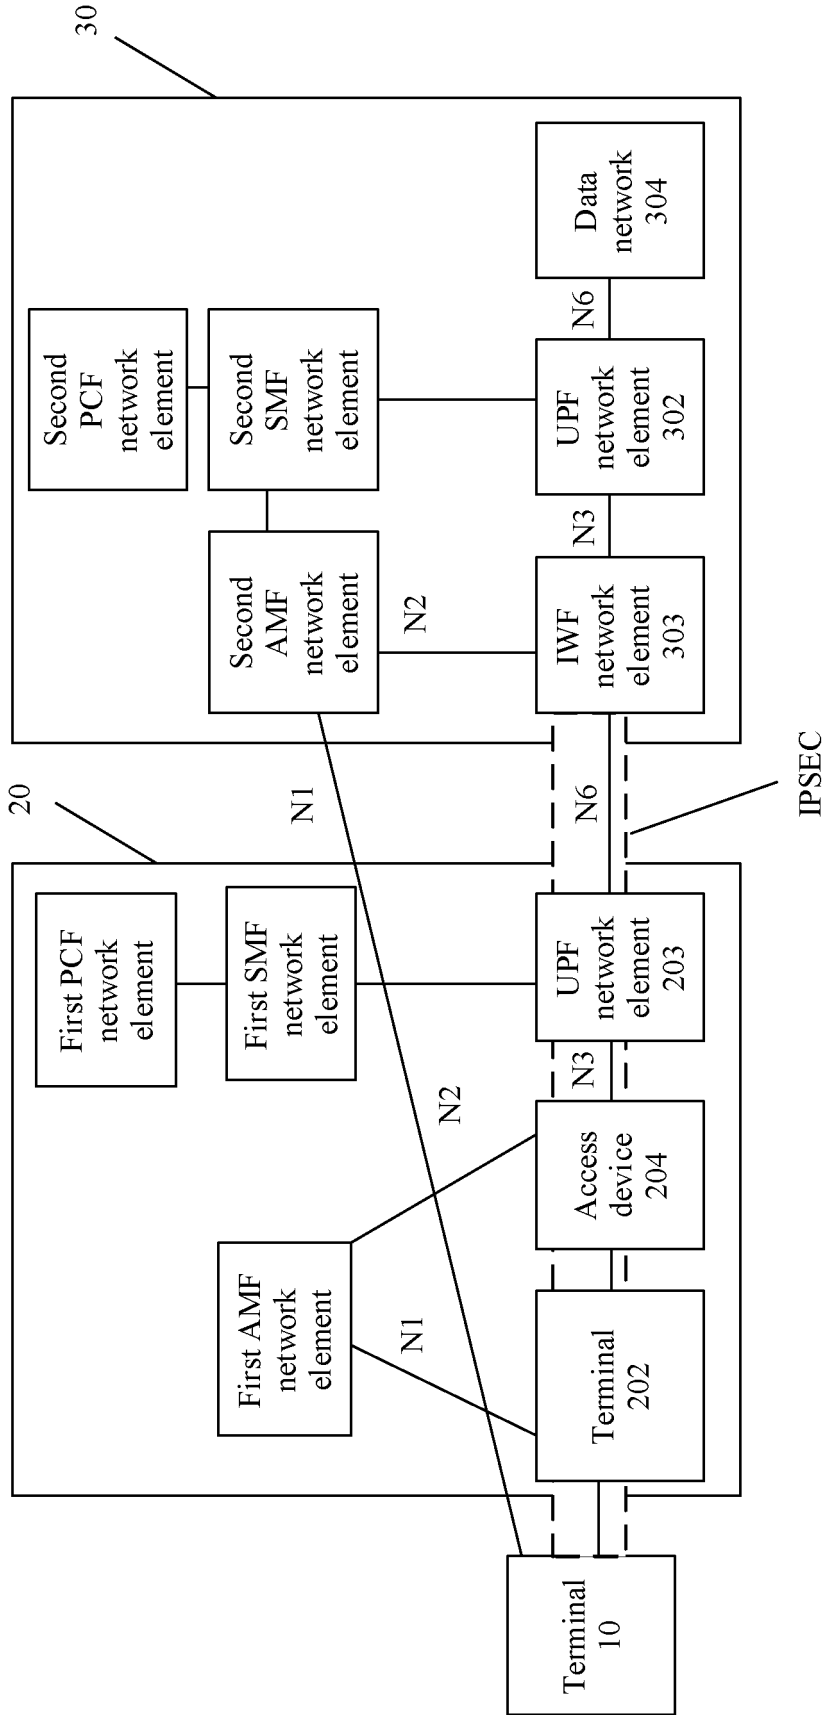 20
30
First PCF
network
element
Second
PCF
network
element
First AMF
network
element
First SMF
network
element
Second
AMF
network
element
Second
SMF
network
element
N1
N2
N1
N2
Terminal
10
Terminal
202
Access
device
204
N3
UPF
network
element
203
N6
IWF
network
element
303
N3
UPF
network
element
302
N6
Data
network
304
IPSEC